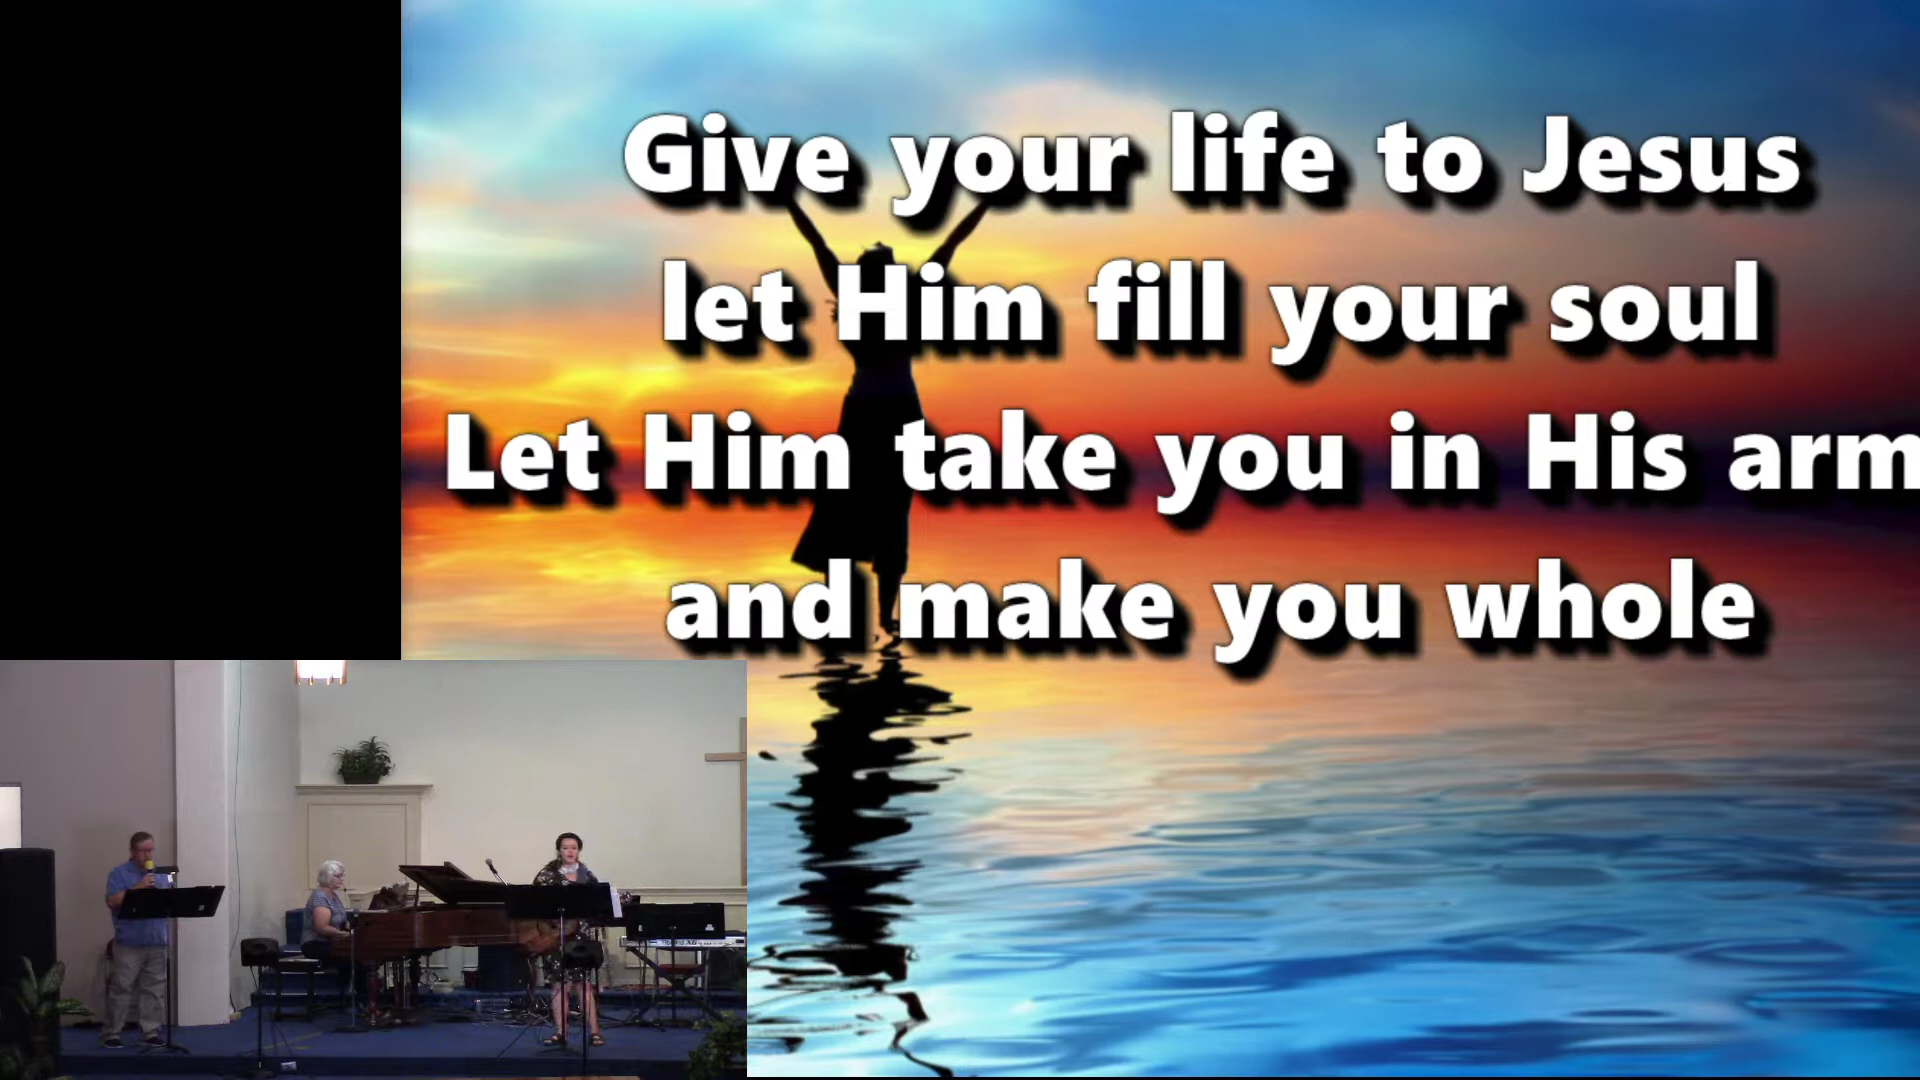 Give your life to Jesus
let Him fill your soul
Let Him take you in His arm
and make you whole